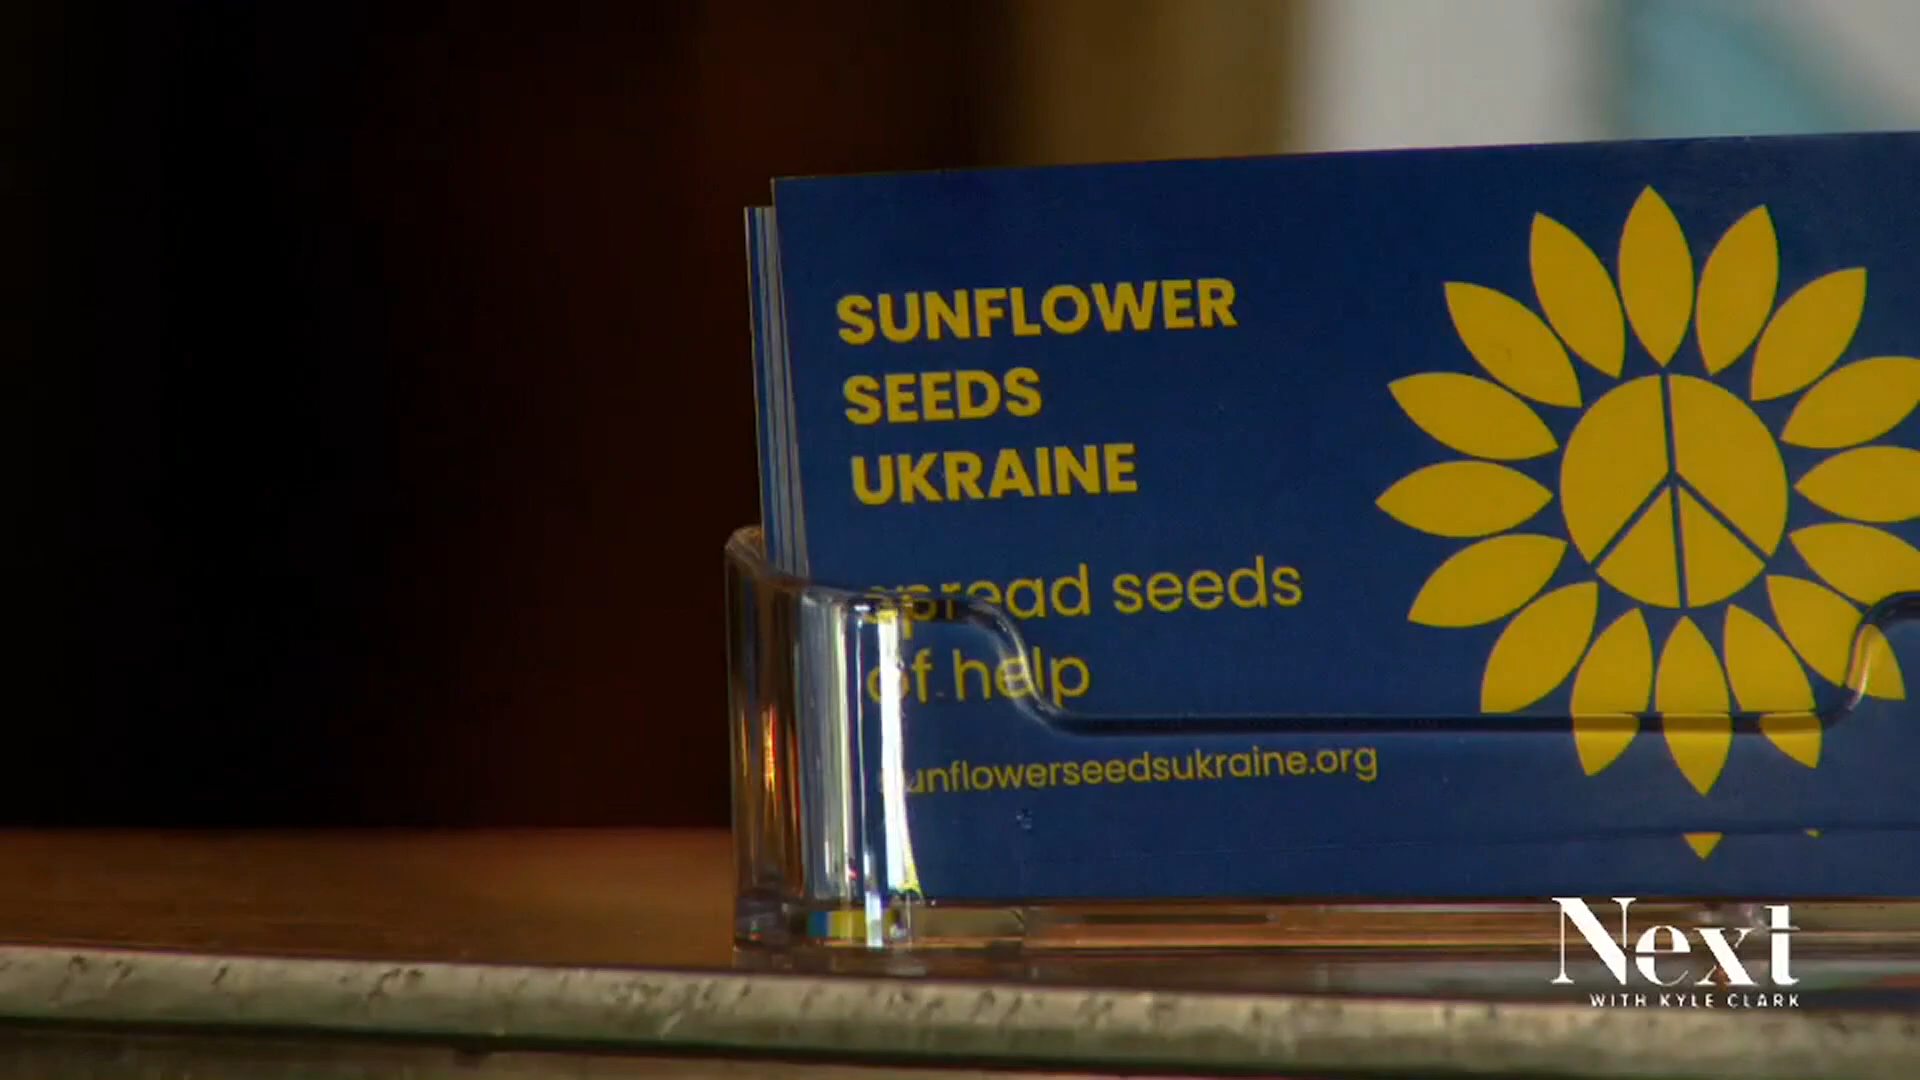 SUNFLOWER
SEEDS
UKRAINE
spread seeds
of help
sunflowerseedsukraine.org
Next
WITH KYLE CLARK